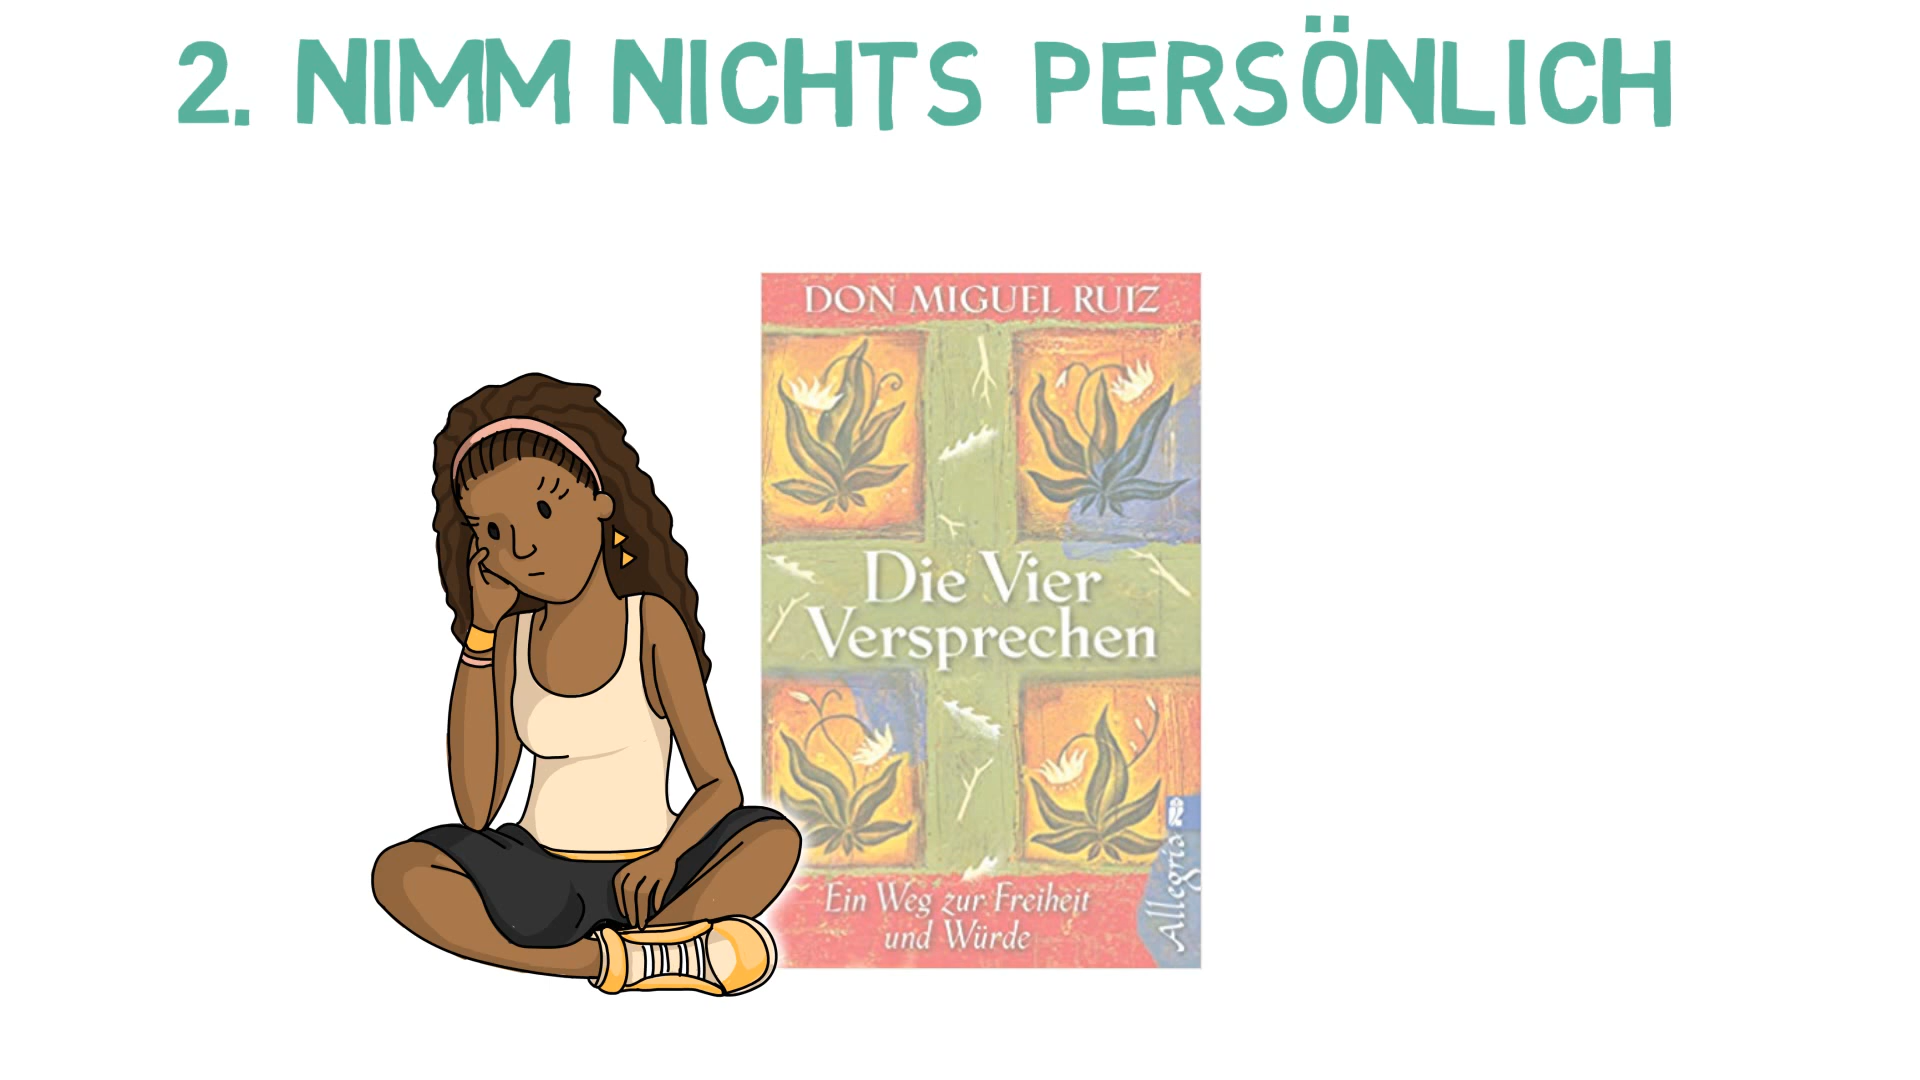 2. NIMM NICHTS PERSÖNLICH
DON MIGUEL RUIZ
Die Vier
Versprechen
Ein Weg zur Freiheit
und Würde
Allegria